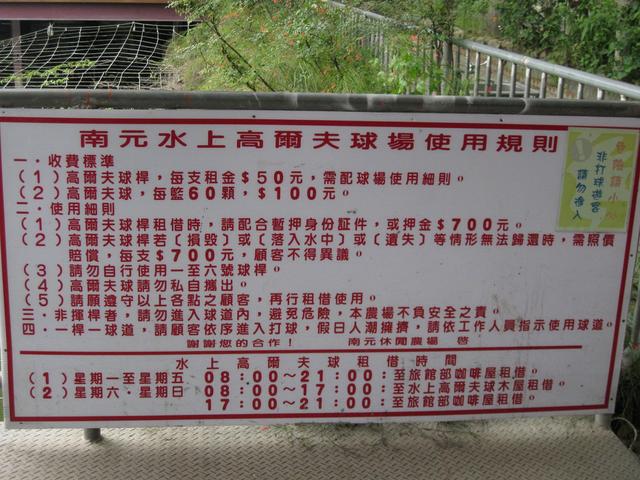 南元水上高爾夫球場使用規則
一．收費標準
(1)高爾夫球桿，每支租金$50元，需配球場使用細則。
(2)高爾夫球，每籃60顆，$100元。
二．使用細則
(1)高爾夫球桿租借時，請配合暫押身份証件，或押金$700元。
(2)高爾夫球桿若(損毀)或(落入水中)或(遺失)等情形無法歸還時，需照價
賠償，每支$700元，顧客不得異議。
(3)請勿自行使用一至六號球桿。
(4)高爾夫球請勿私自攜出。
(5)請願遵守以上各點之顧客，再行租借使用。
三．非揮桿者，請勿進入球道內，避免危險，本農場不負安全之責。
四．一桿一球道，請顧客依序進入打球，假日人潮擁擠，請依工作人員指示使用球道。
謝謝您的合作！ 南元休閒農場 啓
水上高爾夫球租借時間
(1)星期一至星期五 08:00～21:00:至旅館部咖啡屋租借。
(2)星期六．星期日 08:00～17:00:至水上高爾夫球木屋租借。
17:00～21:00:至旅館部咖啡屋租借。
危險請小心
非打球遊客
請勿進入